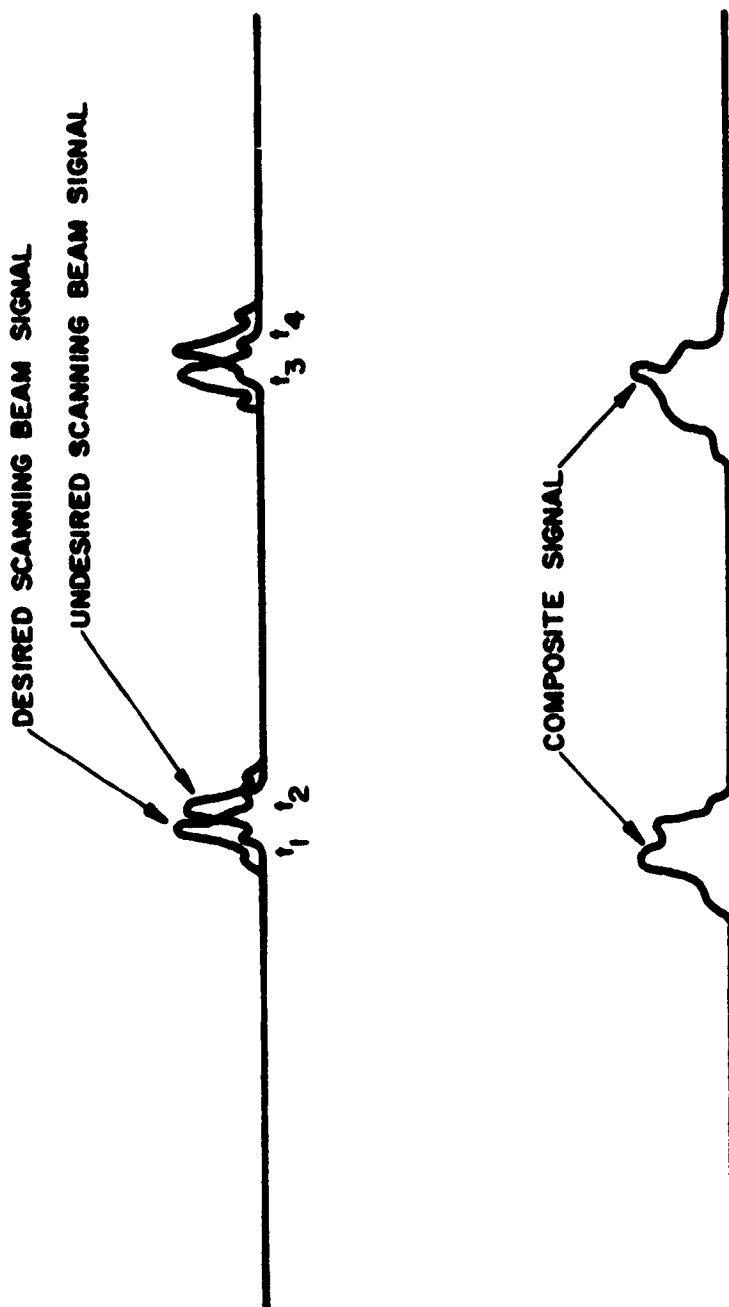 DESIRED SCANNING BEAM SIGNAL
UNDESIRED SCANNING BEAM SIGNAL
t1
t2
t3
t4
COMPOSITE SIGNAL